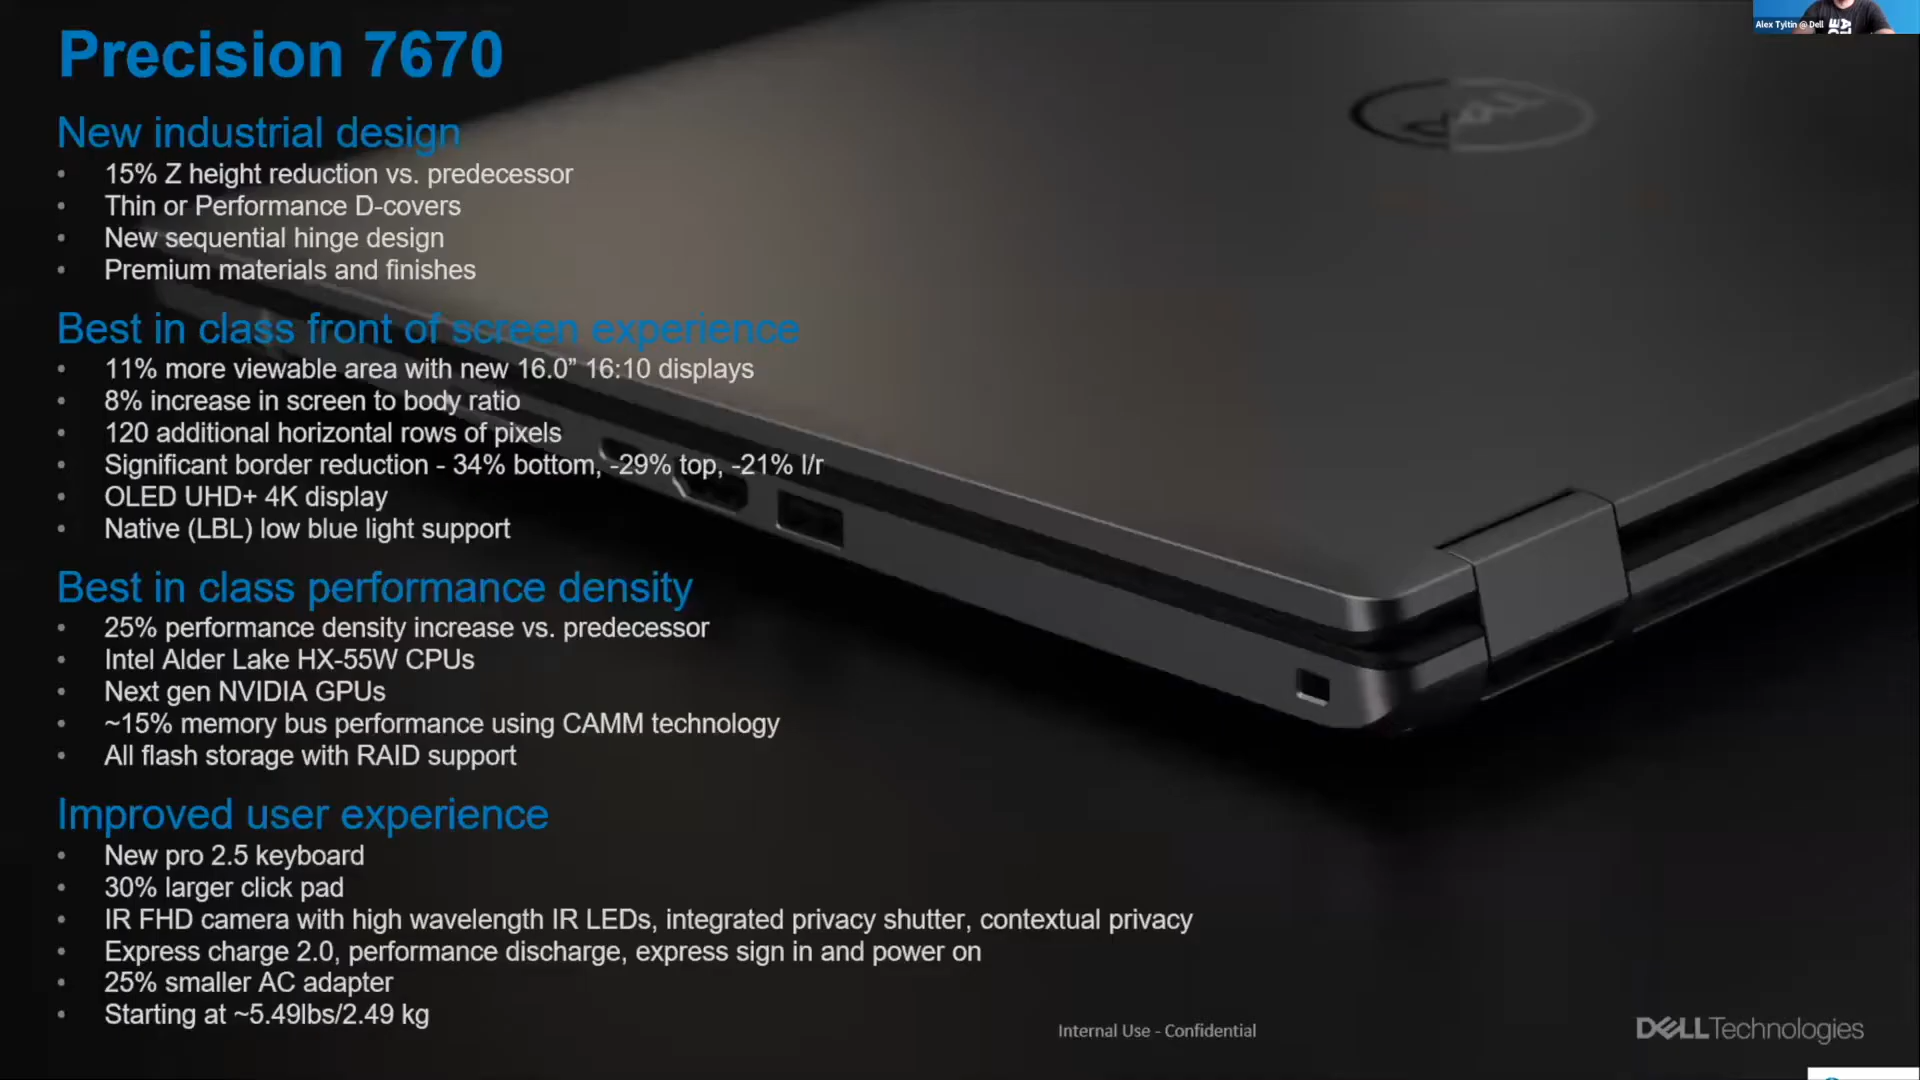 Alex Tyltin @ Dell
Precision 7670
New industrial design
• 15% Z height reduction vs. predecessor
• Thin or Performance D-covers
• New sequential hinge design
• Premium materials and finishes
Best in class front of screen experience
• 11% more viewable area with new 16.0” 16:10 displays
• 8% increase in screen to body ratio
• 120 additional horizontal rows of pixels
• Significant border reduction - 34% bottom, -29% top, -21% l/r
• OLED UHD+ 4K display
• Native (LBL) low blue light support
Best in class performance density
• 25% performance density increase vs. predecessor
• Intel Alder Lake HX-55W CPUs
• Next gen NVIDIA GPUs
• ~15% memory bus performance using CAMM technology
• All flash storage with RAID support
Improved user experience
• New pro 2.5 keyboard
• 30% larger click pad
• IR FHD camera with high wavelength IR LEDs, integrated privacy shutter, contextual privacy
• Express charge 2.0, performance discharge, express sign in and power on
• 25% smaller AC adapter
• Starting at ~5.49lbs/2.49 kg
Internal Use - Confidential
DELLTechnologies
DELL